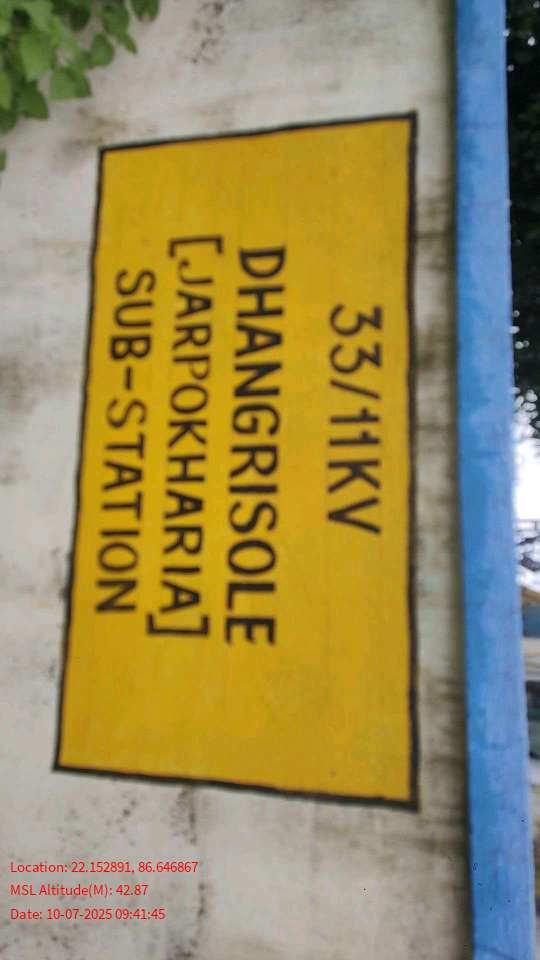 33/11KV
DHANGRISOLE
[JARPOKHARIA]
SUB-STATION
Location: 22.152891, 86.646867
MSL Altitude(M): 42.87
Date: 10-07-2025 09:41:45